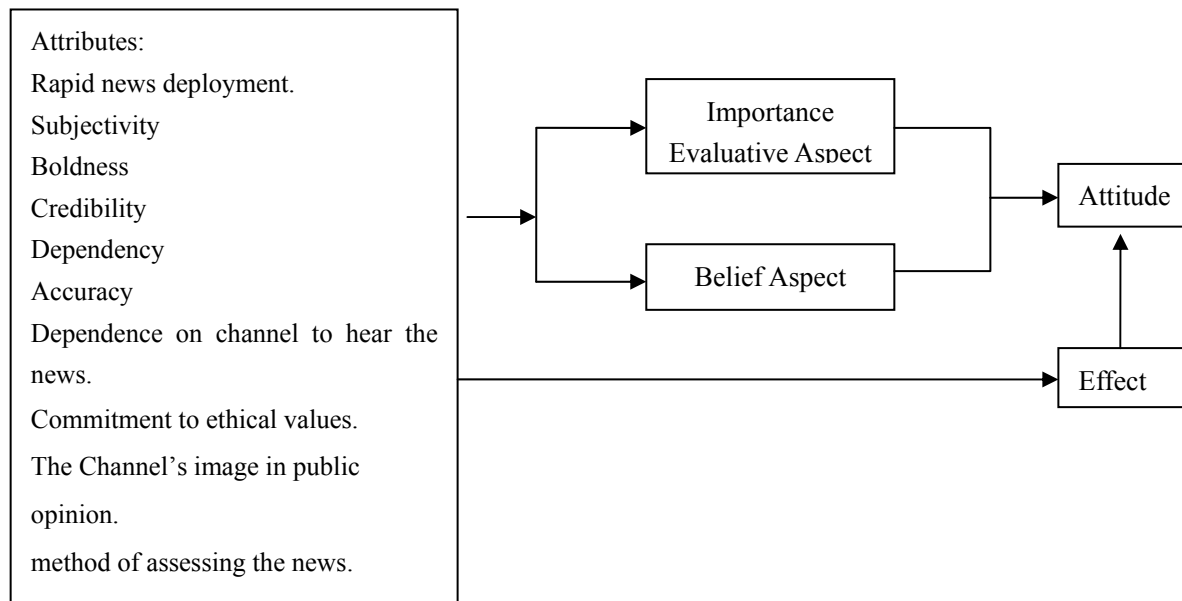 Attributes:
Rapid news deployment.
Subjectivity
Boldness
Credibility
Dependency
Accuracy
Dependence on channel to hear the
news.
Commitment to ethical values.
The Channel's image in public
opinion.
method of assessing the news.
Importance
Evaluative Aspect
Belief Aspect
Attitude
Effect